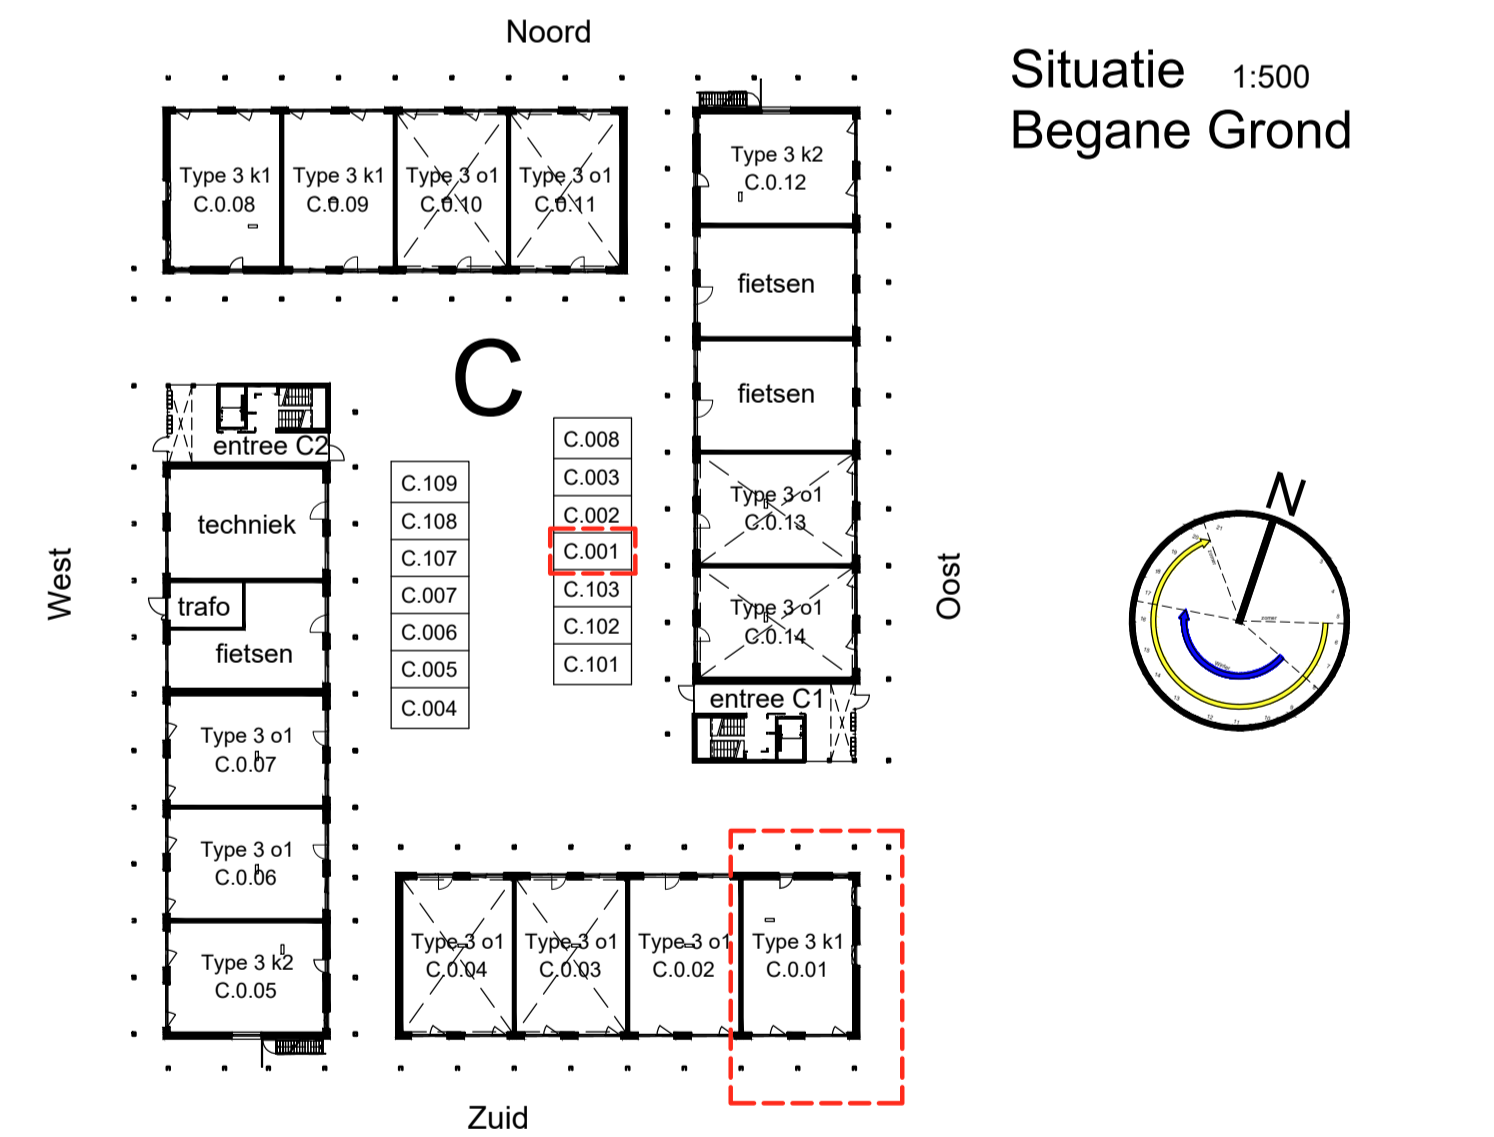 Noord
Situatie 1:500
Begane Grond
Type 3 k1
C.0.08
Type 3 k1
C.0.09
Type 3 o1
C.0.10
Type 3 o1
C.0.11
Type 3 k2
C.0.12
fietsen
fietsen
Type 3 o1
C.0.13
Type 3 o1
C.0.14
entree C1
C
entree C2
techniek
trafo
fietsen
Type 3 o1
C.0.07
Type 3 o1
C.0.06
Type 3 k2
C.0.05
C.109
C.108
C.107
C.007
C.006
C.005
C.004
C.008
C.003
C.002
C.001
C.103
C.102
C.101
West
Oost
N
Type 3 o1
C.0.04
Type 3 o1
C.0.03
Type 3 o1
C.0.02
Type 3 k1
C.0.01
Zuid